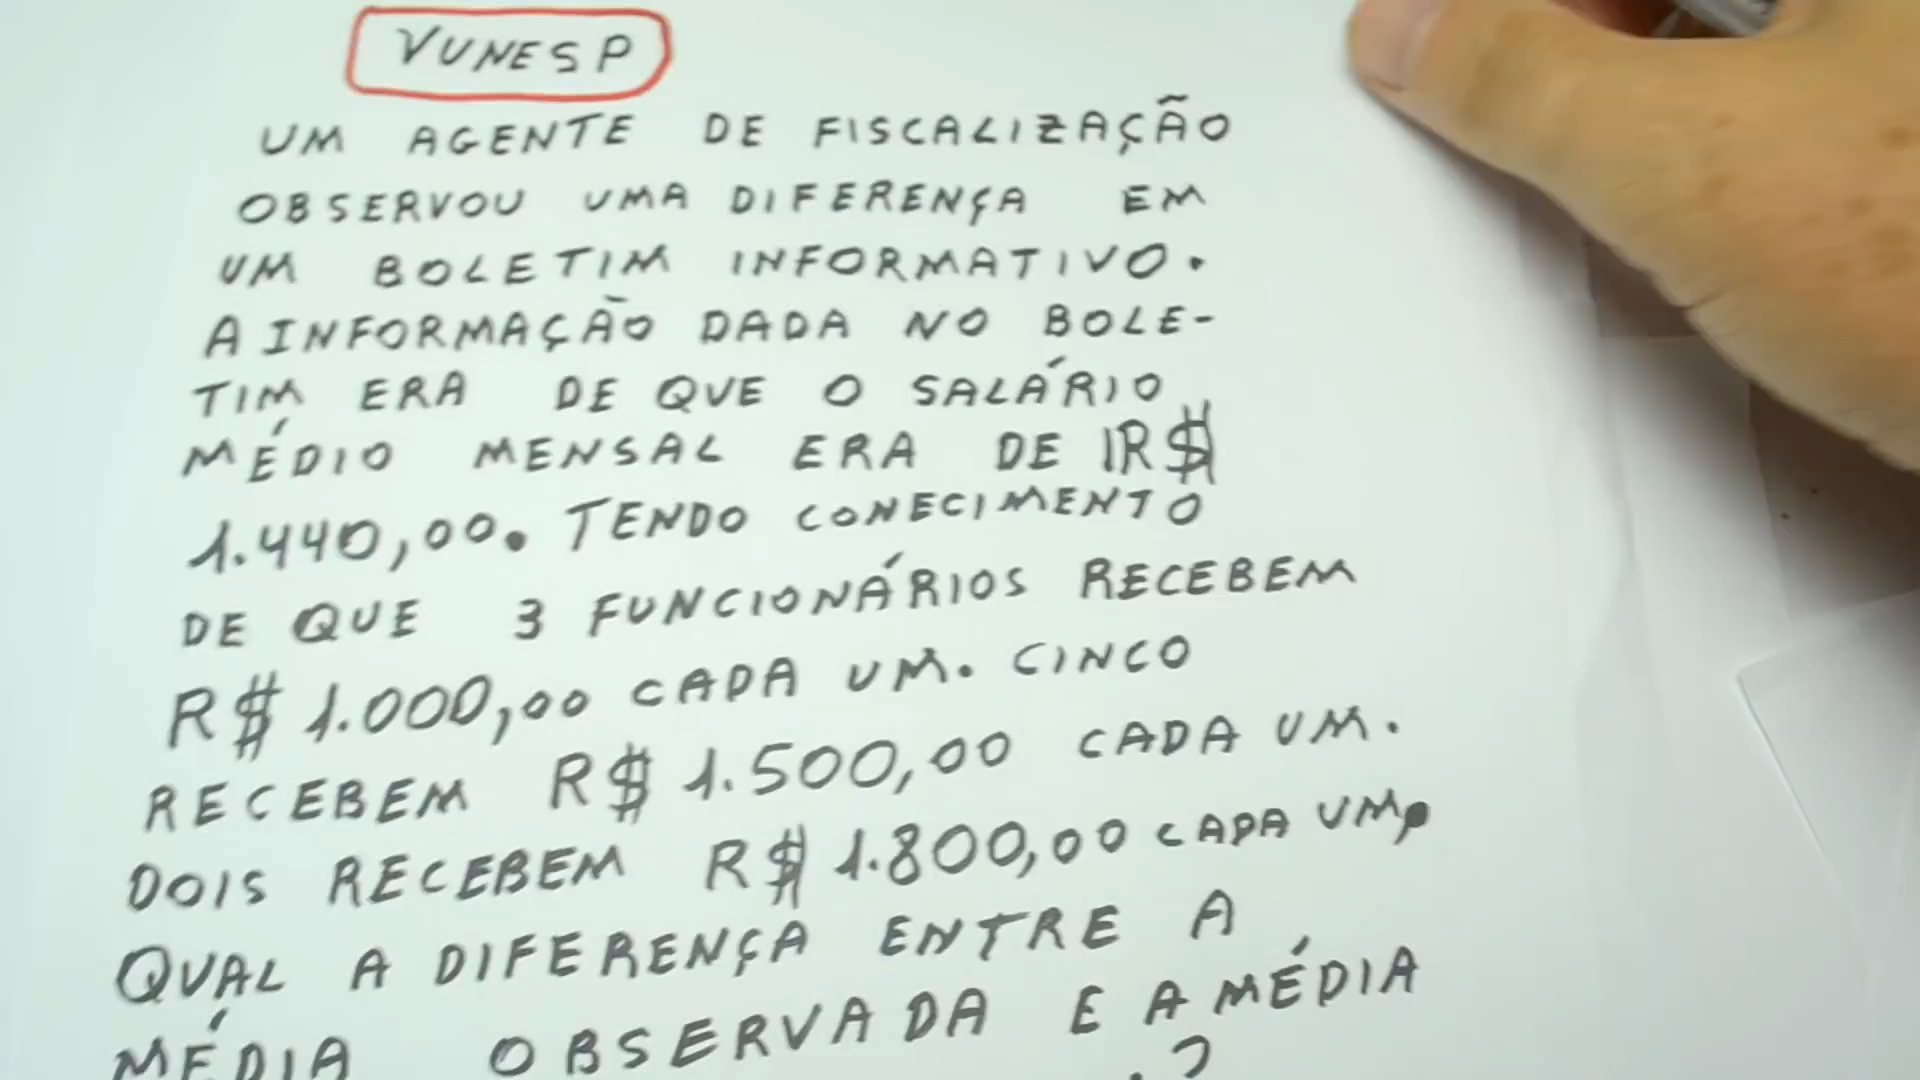 VUNESP
UM AGENTE DE FISCALIZAÇÃO
OBSERVOU UMA DIFERENÇA EM
UM BOLETIM INFORMATIVO.
A INFORMAÇÃO DADA NO BOLE-
TIM ERA DE QUE O SALÁRIO
MÉDIO MENSAL ERA DE R$
1.440,00. TENDO CONECIMENTO
DE QUE 3 FUNCIONÁRIOS RECEBEM
R$ 1.000,00 CADA UM. CINCO
RECEBEM R$ 1.500,00 CADA UM.
DOIS RECEBEM R$ 1.800,00 CADA UM,
QUAL A DIFERENÇA ENTRE A
MÉDIA OBSERVADA E A MÉDIA
?